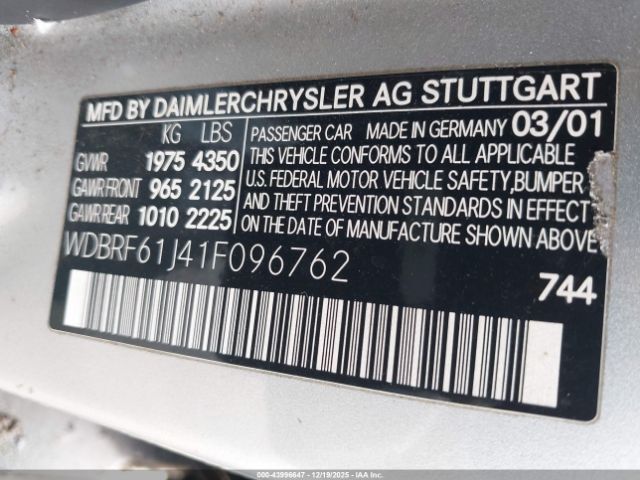 MFD BY DAIMLERCHRYSLER AG STUTTGART
KG LBS
GVWR 1975 4350
GAWR FRONT 965 2125
GAWR REAR 1010 2225
PASSENGER CAR MADE IN GERMANY 03/01
THIS VEHICLE CONFORMS TO ALL APPLICABLE
U.S. FEDERAL MOTOR VEHICLE SAFETY, BUMPER
AND THEFT PREVENTION STANDARDS IN EFFECT
ON THE DATE OF MANUFACTURE SHOWN ABOVE
WDBRF61J41F096762
744
000-43996647 - 12/19/2025 - IAAI.COM